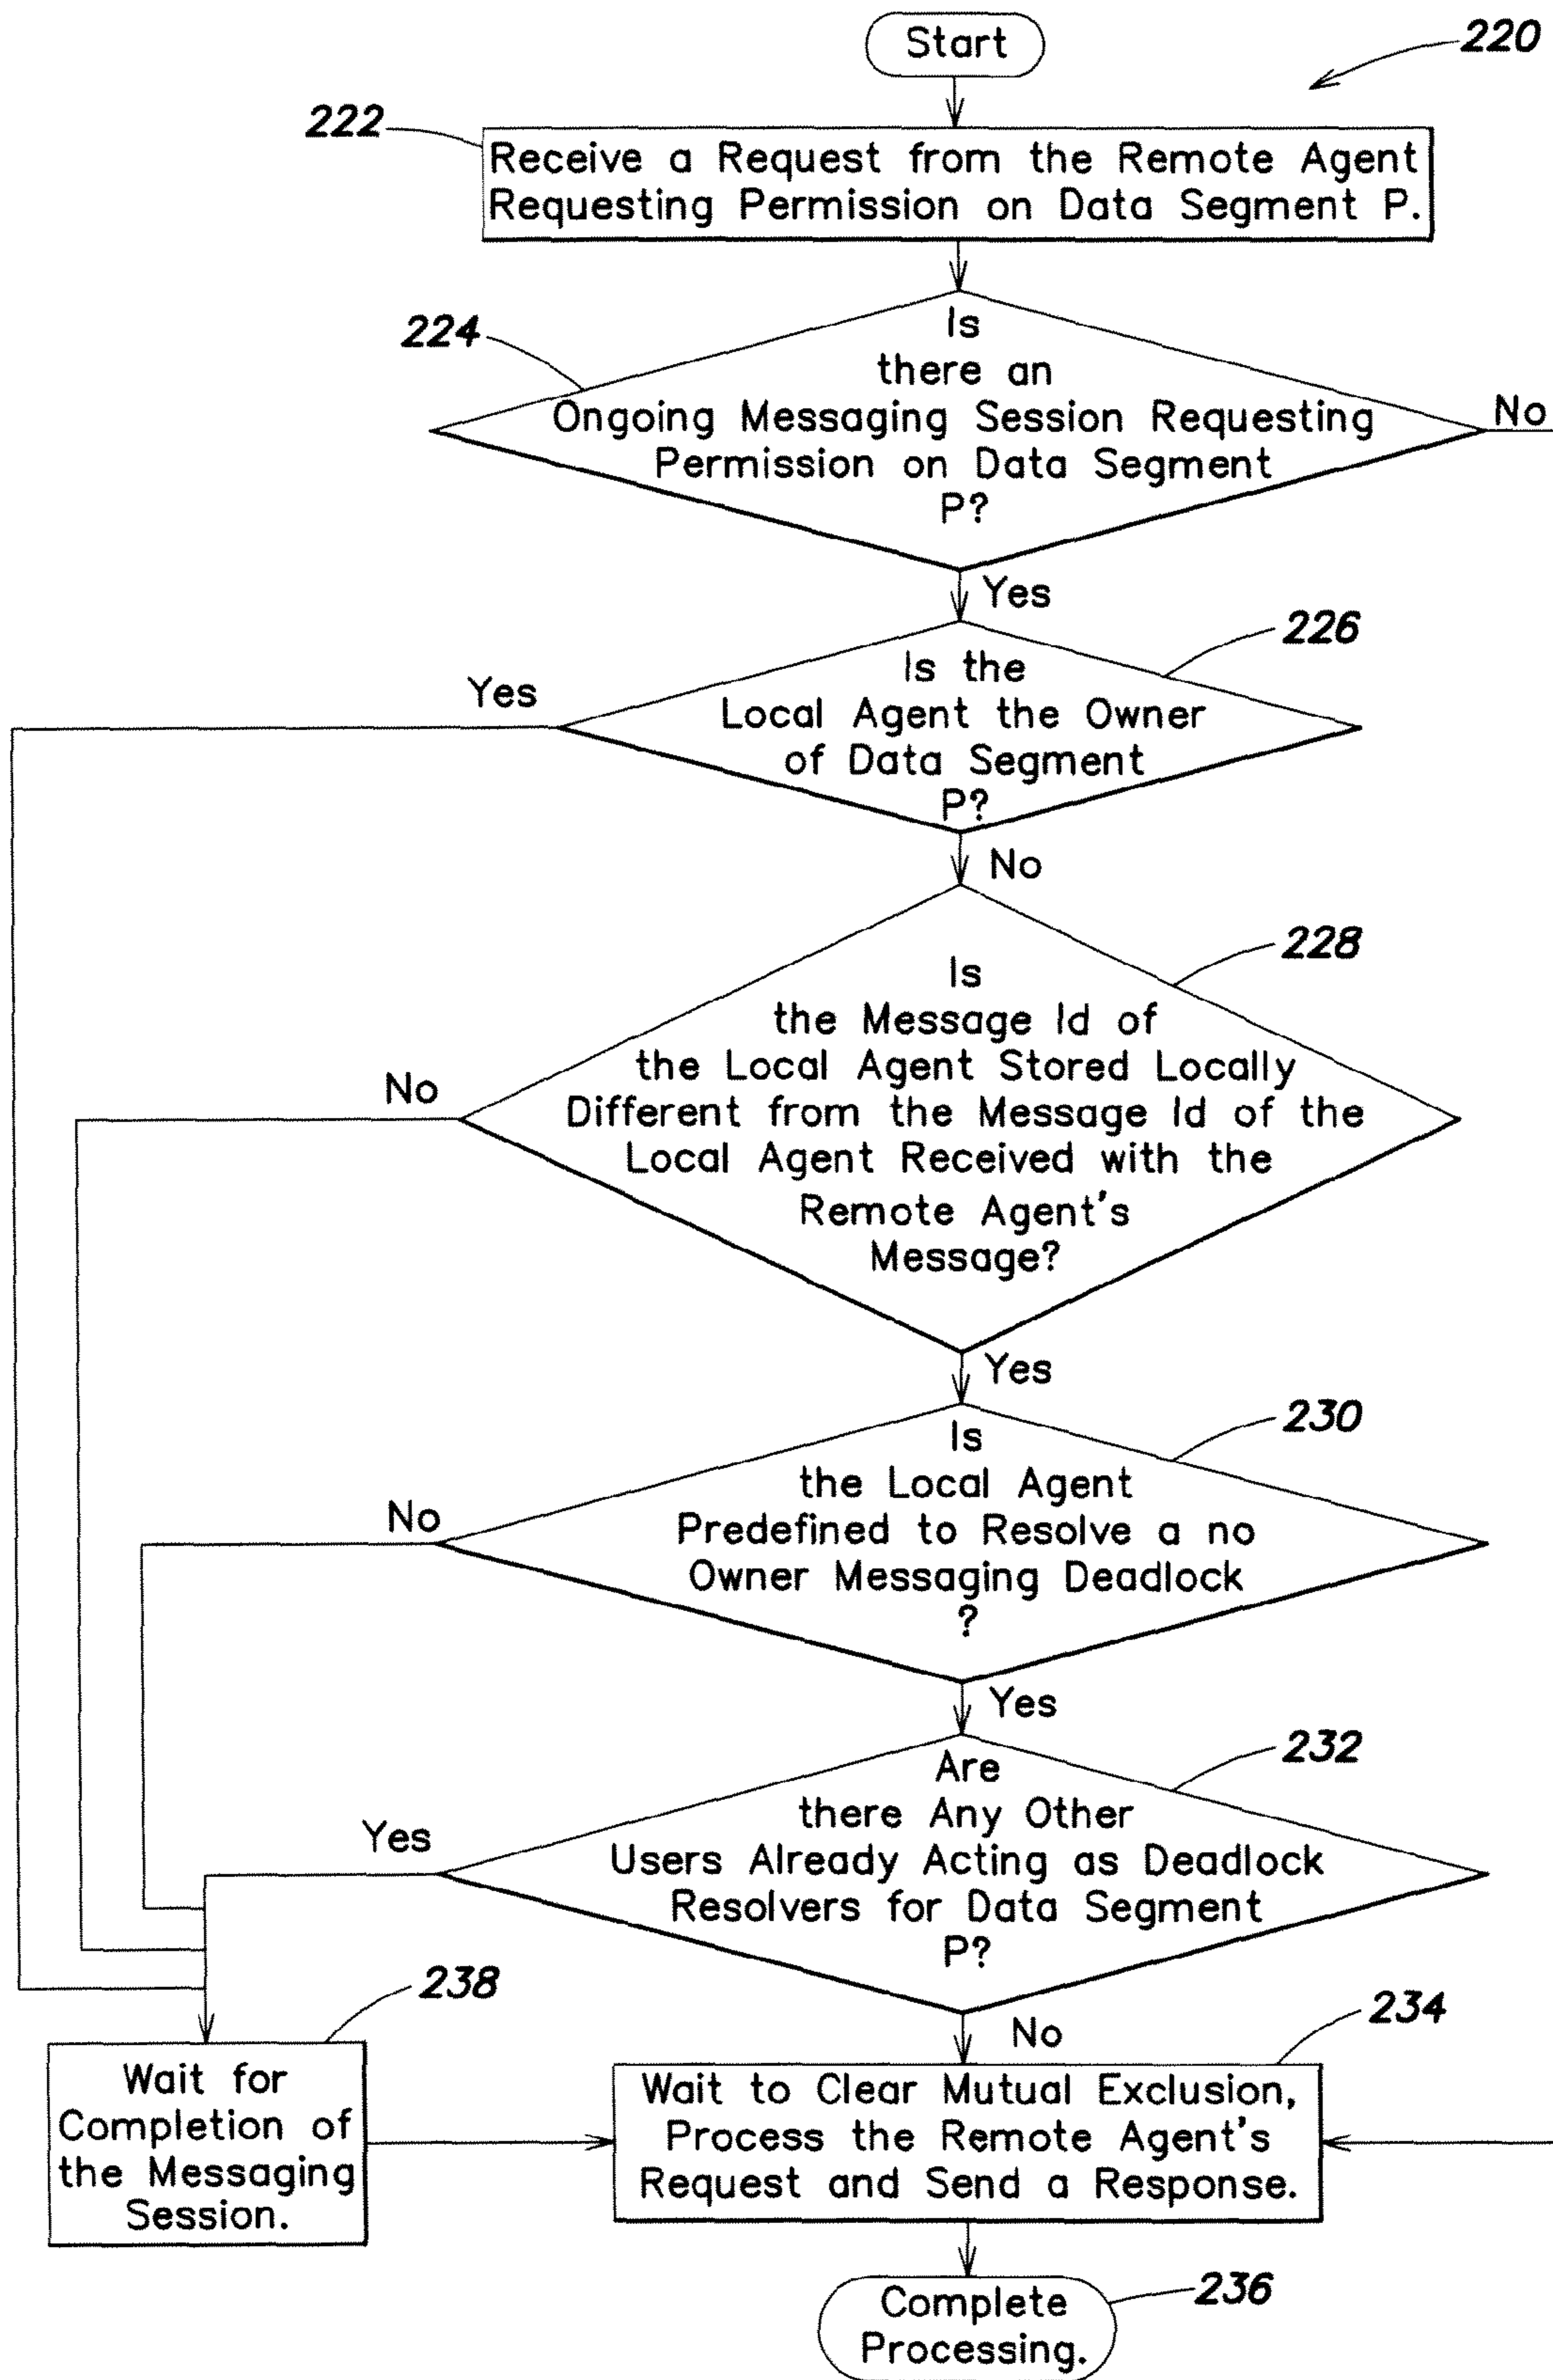 Start
220
222
Receive a Request from the Remote Agent
Requesting Permission on Data Segment P.
224
Is
there an
Ongoing Messaging Session Requesting
Permission on Data Segment
P?
No
Yes
226
Is the
Local Agent the Owner
of Data Segment
P?
Yes
No
228
Is
the Message Id of
the Local Agent Stored Locally
Different from the Message Id of the
Local Agent Received with the
Remote Agent's
Message?
No
Yes
230
Is
the Local Agent
Predefined to Resolve a no
Owner Messaging Deadlock
?
No
Yes
232
Are
there Any Other
Users Already Acting as Deadlock
Resolvers for Data Segment
P?
Yes
No
238
Wait for
Completion of
the Messaging
Session.
234
Wait to Clear Mutual Exclusion,
Process the Remote Agent's
Request and Send a Response.
236
Complete
Processing.